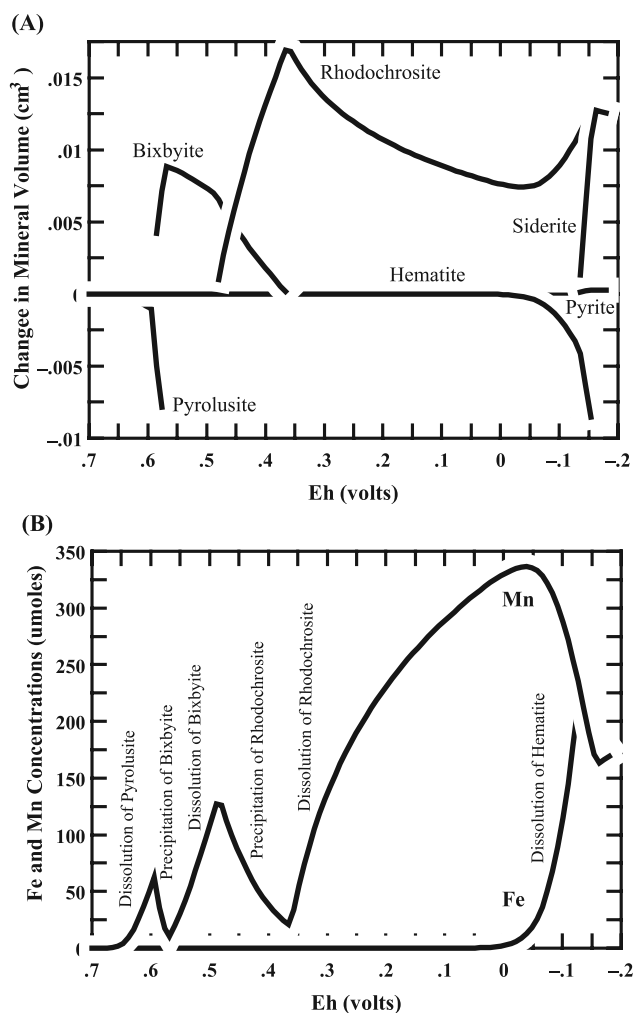 (A)
Changee in Mineral Volume (cm³)
.015
.01
.005
−.005
−.01
Rhodochrosite
Bixbyite
Siderite
Hematite
Pyrite
Pyrolusite
.7 .6 .5 .4 .3 .2 .1 0 −.1 −.2
Eh (volts)
(B)
Fe and Mn Concentrations (umoles)
350
300
250
200
150
100
50
Dissolution of Pyrolusite
Precipitation of Bixbyite
Dissolution of Bixbyite
Precipitation of Rhodochrosite
Dissolution of Rhodochrosite
Mn
Dissolution of Hematite
Fe
.7 .6 .5 .4 .3 .2 .1 0 −.1 −.2
Eh (volts)